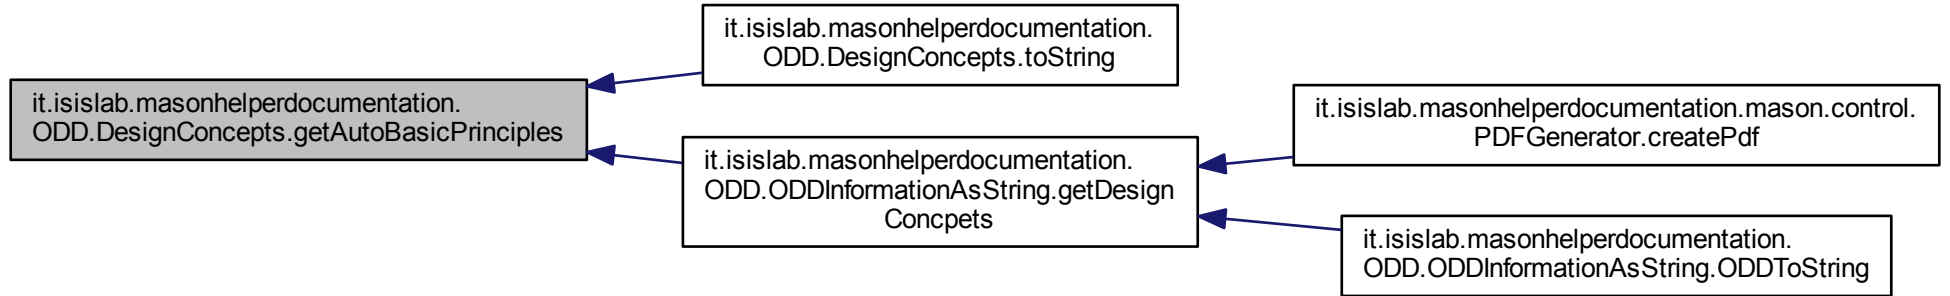 it.isislab.masonhelperdocumentation.
ODD.DesignConcepts.getAutoBasicPrinciples
it.isislab.masonhelperdocumentation.
ODD.DesignConcepts.toString
it.isislab.masonhelperdocumentation.
ODD.ODDInformationAsString.getDesign
Concpets
it.isislab.masonhelperdocumentation.mason.control.
PDFGenerator.createPdf
it.isislab.masonhelperdocumentation.
ODD.ODDInformationAsString.ODDToString